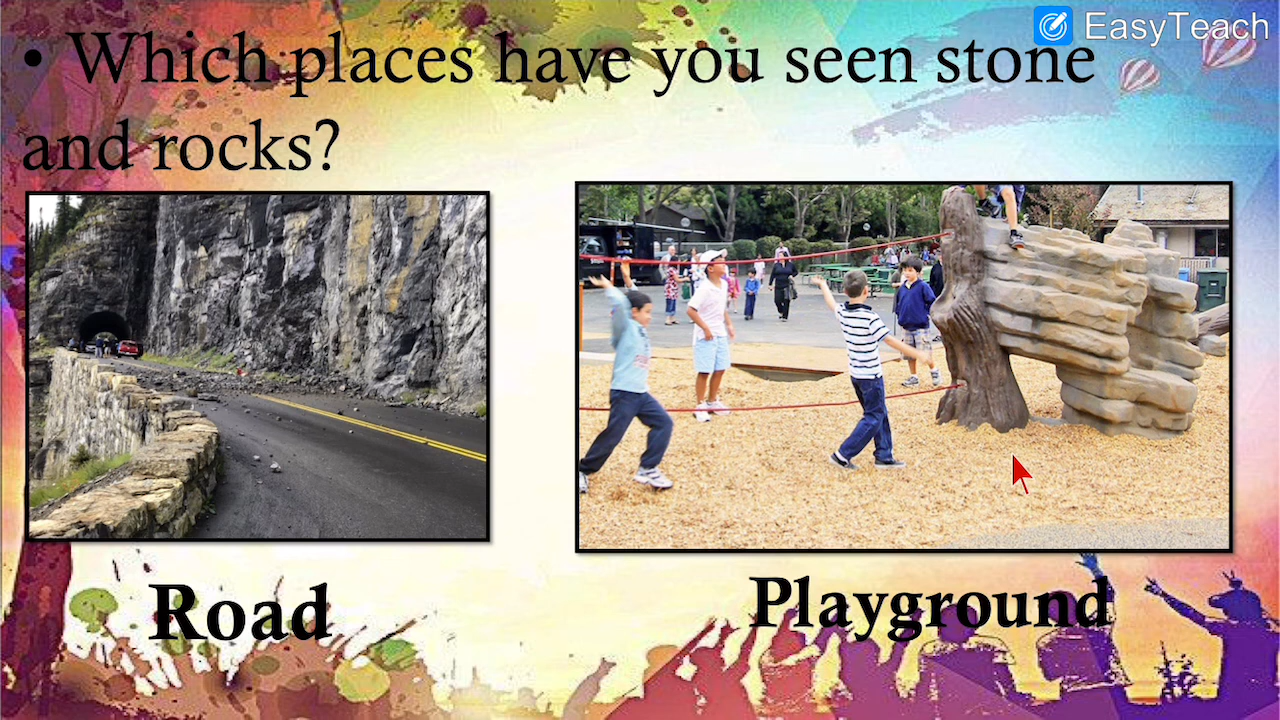 EasyTeach
• Which places have you seen stone
and rocks?
Road
Playground